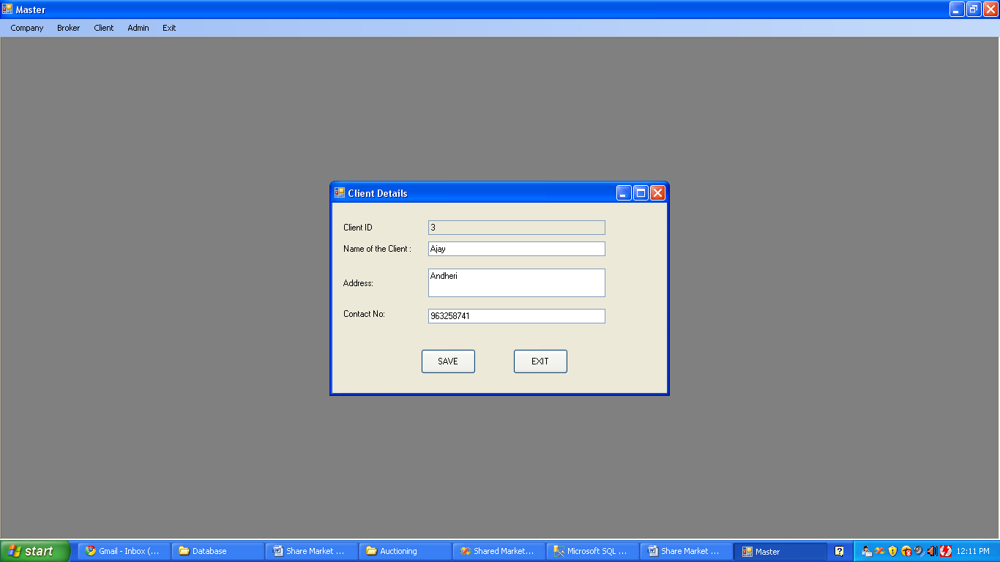 Master
Company Broker Client Admin Exit
Client Details
Client ID 3
Name of the Client : Ajay
Address: Andheri
Contact No: 963258741
SAVE EXIT
start Gmail - Inbox (... Database Share Market ... Auctioning Shared Market... Microsoft SQL ... Share Market ... Master 12:11 PM